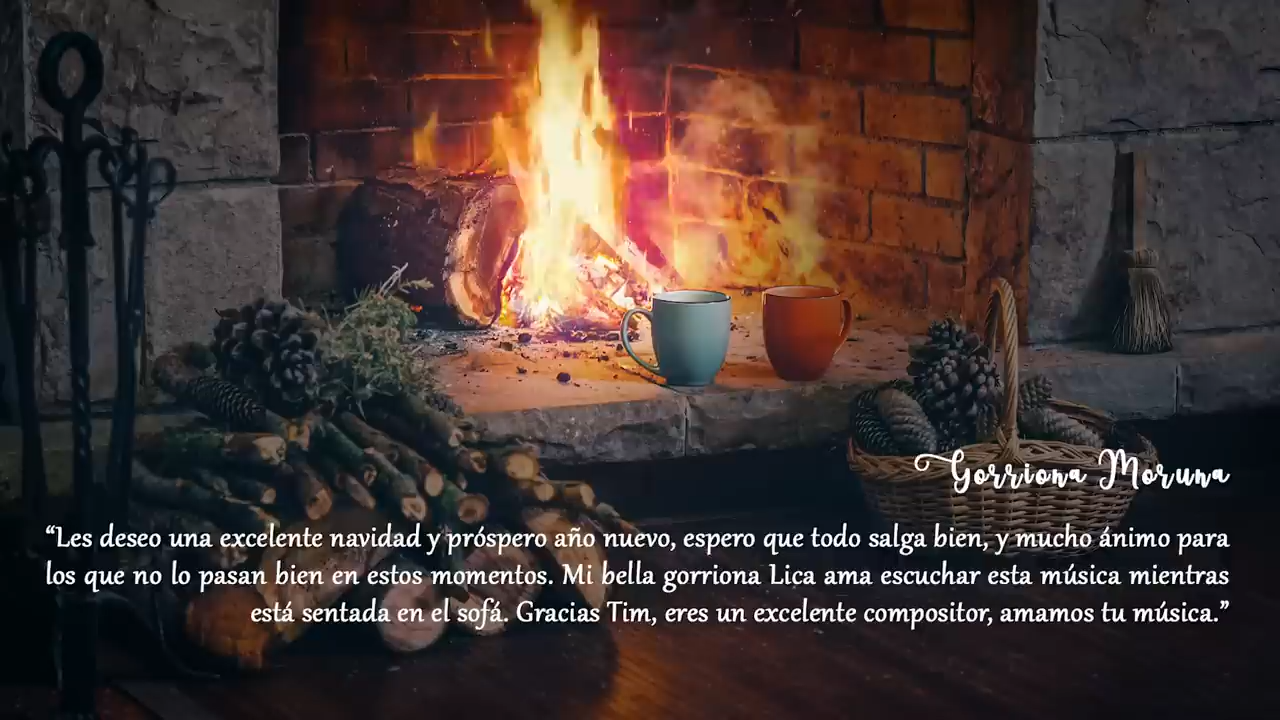 Gorriona Moruna
“Les deseo una excelente navidad y próspero año nuevo, espero que todo salga bien, y mucho ánimo para
los que no lo pasan bien en estos momentos. Mi bella gorriona Lica ama escuchar esta música mientras
está sentada en el sofá. Gracias Tim, eres un excelente compositor, amamos tu música.”